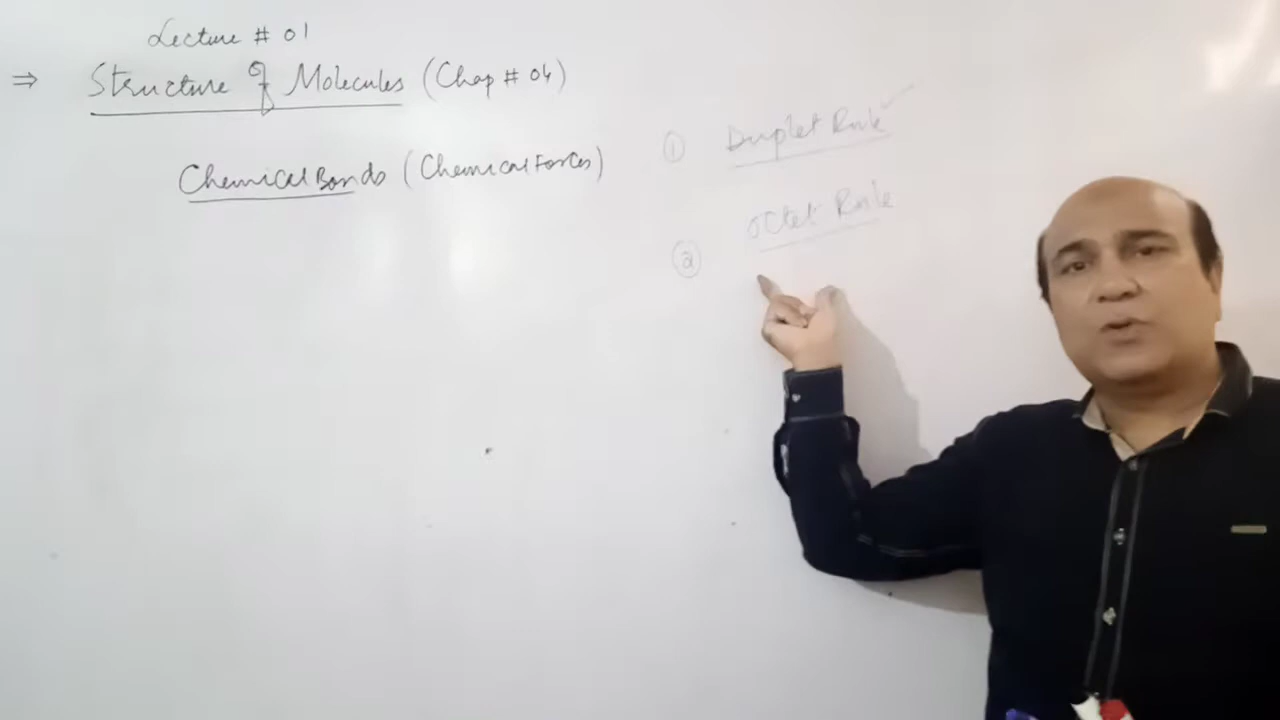 Lecture # 01
⇒ Structure of Molecules (Chap # 04)
Chemical Bonds (Chemical Forces)
① Duplet Rule ✓
② Octet Rule